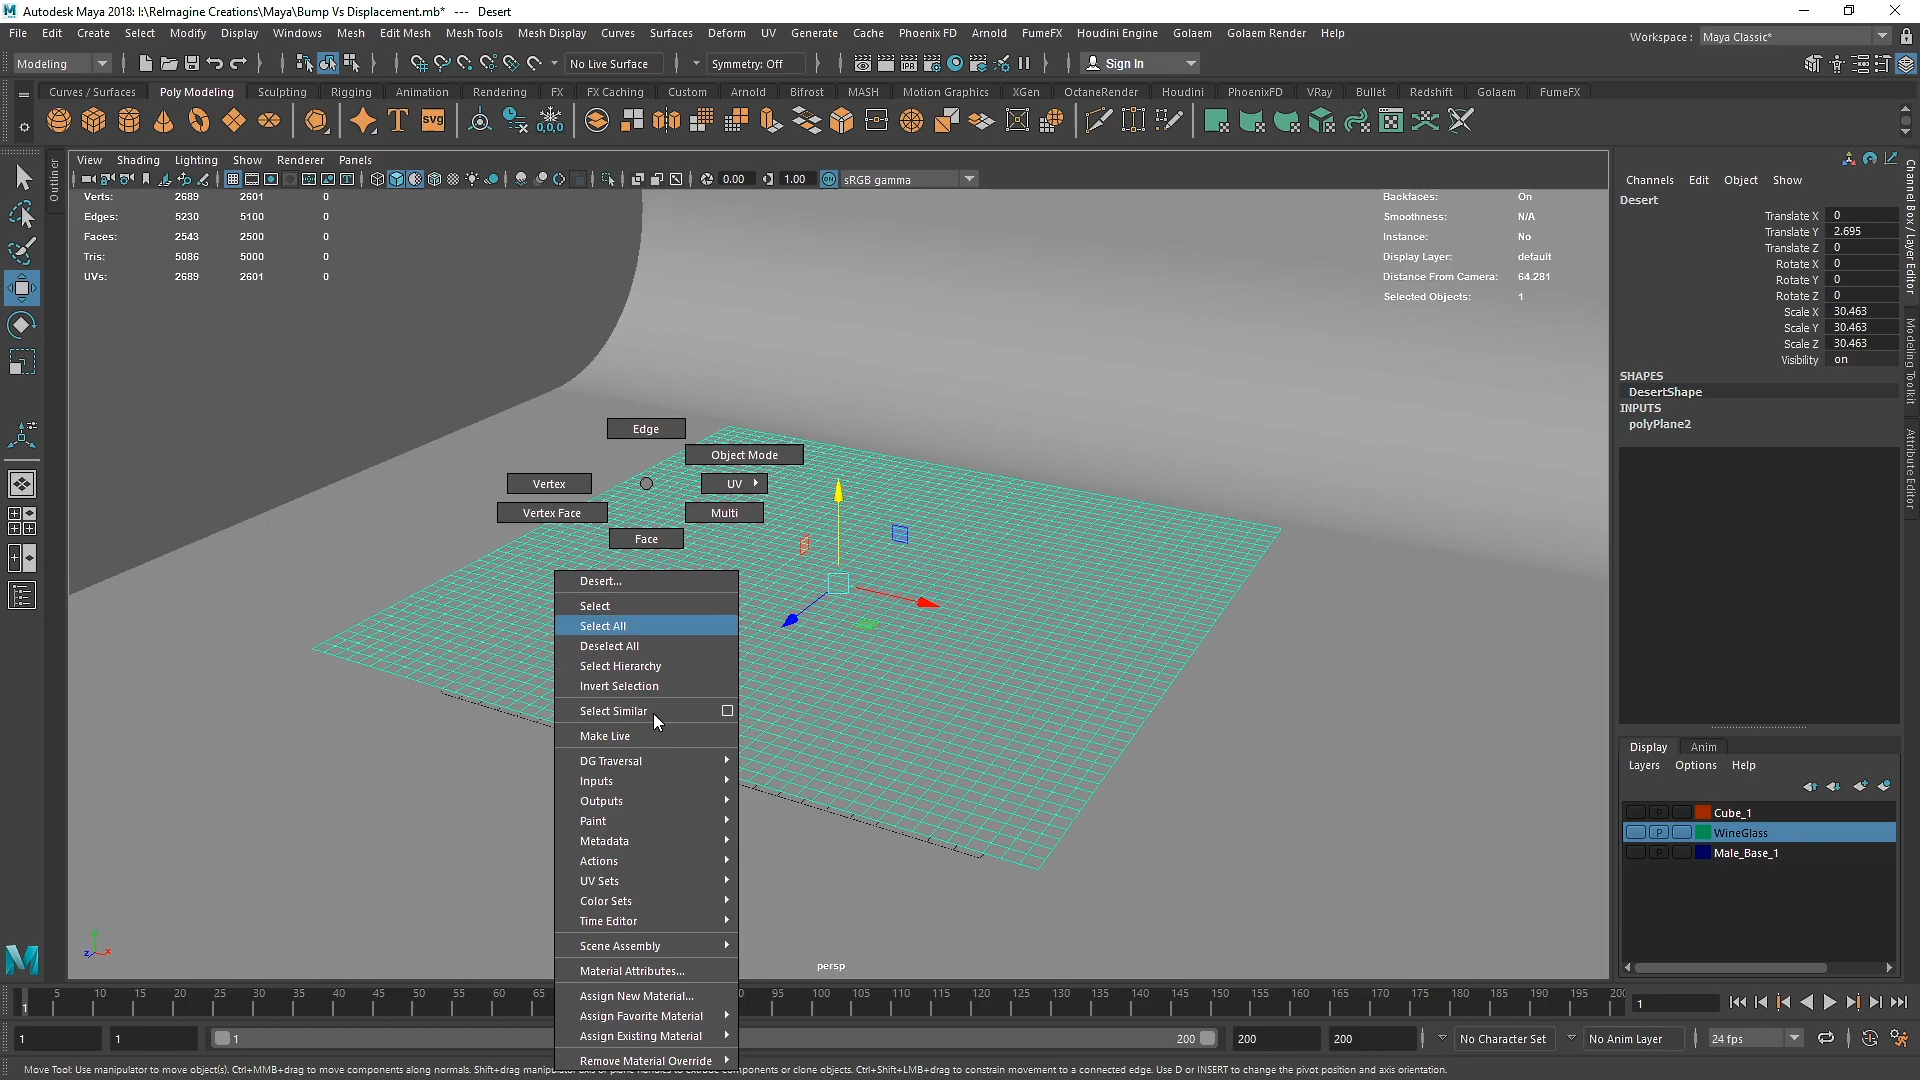 Autodesk Maya 2018: I:\ReImagine Creations\Maya\Bump Vs Displacement.mb*   ---   Desert
File Edit Create Select Modify Display Windows Mesh Edit Mesh Mesh Tools Mesh Display Curves Surfaces Deform UV Generate Cache Phoenix FD Arnold FumeFX Houdini Engine Golaem Golaem Render Help
Workspace : Maya Classic*
Modeling No Live Surface Symmetry: Off Sign In
Curves / Surfaces Poly Modeling Sculpting Rigging Animation Rendering FX FX Caching Custom Arnold Bifrost MASH Motion Graphics XGen OctaneRender Houdini PhoenixFD VRay Bullet Redshift Golaem FumeFX
View Shading Lighting Show Renderer Panels
0.00 1.00 sRGB gamma
Outliner
Verts: 2689 2601 0
Edges: 5230 5100 0
Faces: 2543 2500 0
Tris: 5086 5000 0
UVs: 2689 2601 0
Backfaces: On
Smoothness: N/A
Instance: No
Display Layer: default
Distance From Camera: 64.281
Selected Objects: 1
Edge
Object Mode
Vertex
UV
Vertex Face
Multi
Face
Desert...
Select
Select All
Deselect All
Select Hierarchy
Invert Selection
Select Similar
Make Live
DG Traversal
Inputs
Outputs
Paint
Metadata
Actions
UV Sets
Color Sets
Time Editor
Scene Assembly
Material Attributes...
Assign New Material...
Assign Favorite Material
Assign Existing Material
Remove Material Override
persp
Channels Edit Object Show
Desert
Translate X 0
Translate Y 2.695
Translate Z 0
Rotate X 0
Rotate Y 0
Rotate Z 0
Scale X 30.463
Scale Y 30.463
Scale Z 30.463
Visibility on
SHAPES
DesertShape
INPUTS
polyPlane2
Channel Box / Layer Editor
Modeling Toolkit
Attribute Editor
Display Anim
Layers Options Help
P Cube_1
P WineGlass
P Male_Base_1
1 5 10 15 20 25 30 35 40 45 50 55 60 65 95 100 105 110 115 120 125 130 135 140 145 150 155 160 165 170 175 180 185 190 195 200 1
1 1 1 200 200 200 No Character Set No Anim Layer 24 fps